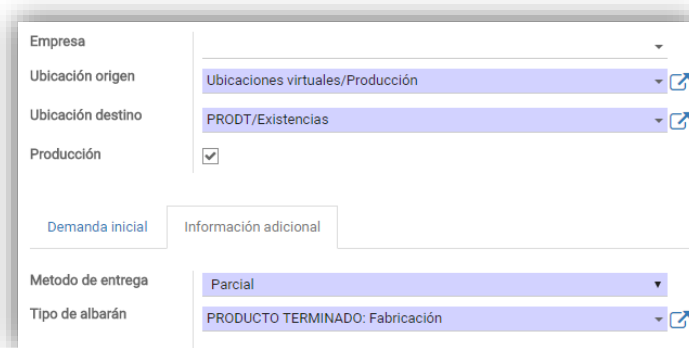 Empresa
Ubicación origen Ubicaciones virtuales/Producción
Ubicación destino PRODT/Existencias
Producción
Demanda inicial Información adicional
Metodo de entrega Parcial
Tipo de albarán PRODUCTO TERMINADO: Fabricación